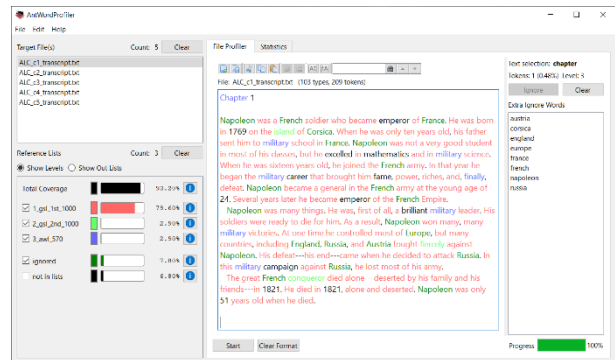 AntWordProfiler
File Edit Help
Target File(s) Count: 5 Clear
ALC_c1_transcript.txt
ALC_c2_transcript.txt
ALC_c3_transcript.txt
ALC_c4_transcript.txt
ALC_c5_transcript.txt
Reference Lists Count: 3 Clear
Show Levels Show Out Lists
Total Coverage 93.20%
1_gsl_1st_1000 79.60%
2_gsl_2nd_1000 2.90%
3_awl_570 2.90%
ignored 7.80%
not in lists 6.80%
File Profiler Statistics
File: ALC_c1_transcript.txt (103 types, 209 tokens)
Chapter 1
Napoleon was a French soldier who became emperor of France. He was born
in 1769 on the island of Corsica. When he was only ten years old, his father
sent him to military school in France. Napoleon was not a very good student
in most of his classes, but he excelled in mathematics and in military science.
When he was sixteen years old, he joined the French army. In that year he
began the military career that brought him fame, power, riches, and, finally,
defeat. Napoleon became a general in the French army at the young age of
24. Several years later he became emperor of the French Empire.
Napoleon was many things. He was, first of all, a brilliant military leader. His
soldiers were ready to die for him. As a result, Napoleon won many, many
military victories. At one time he controlled most of Europe, but many
countries, including England, Russia, and Austria fought fiercely against
Napoleon. His defeat---his end---came when he decided to attack Russia. In
this military campaign against Russia, he lost most of his army.
The great French conqueror died alone---deserted by his family and his
friends---in 1821. He died in 1821, alone and deserted. Napoleon was only
51 years old when he died.
Start Clear Format
Text selection: chapter
Tokens: 1 (0.48%) Level: 3
Ignore Clear
Extra Ignore Words
austria
corsica
england
europe
france
french
napoleon
russia
Progress 100%